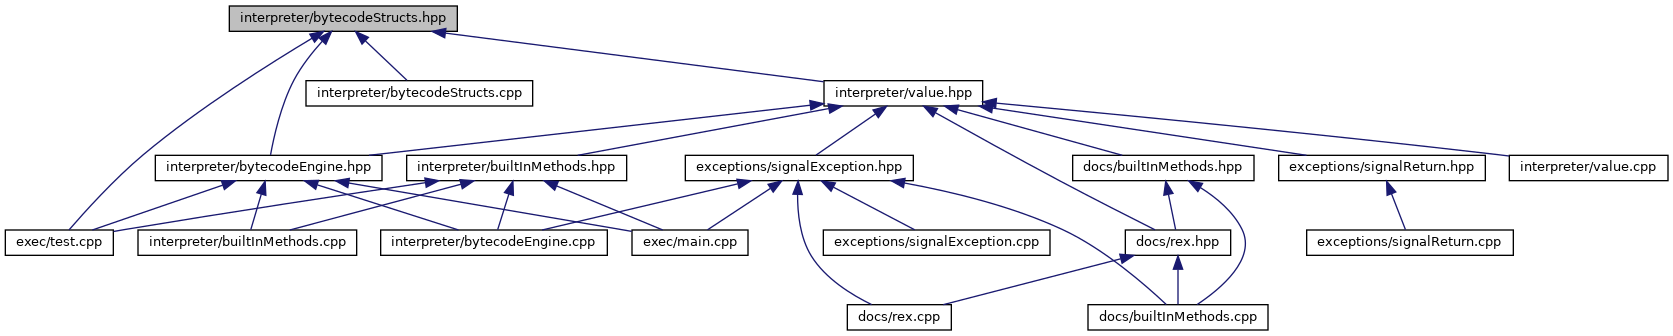 interpreter/bytecodeStructs.hpp
interpreter/bytecodeStructs.cpp
interpreter/value.hpp
interpreter/bytecodeEngine.hpp
interpreter/builtInMethods.hpp
exceptions/signalException.hpp
docs/builtInMethods.hpp
exceptions/signalReturn.hpp
interpreter/value.cpp
exec/test.cpp
interpreter/builtInMethods.cpp
interpreter/bytecodeEngine.cpp
exec/main.cpp
exceptions/signalException.cpp
docs/rex.hpp
exceptions/signalReturn.cpp
docs/rex.cpp
docs/builtInMethods.cpp